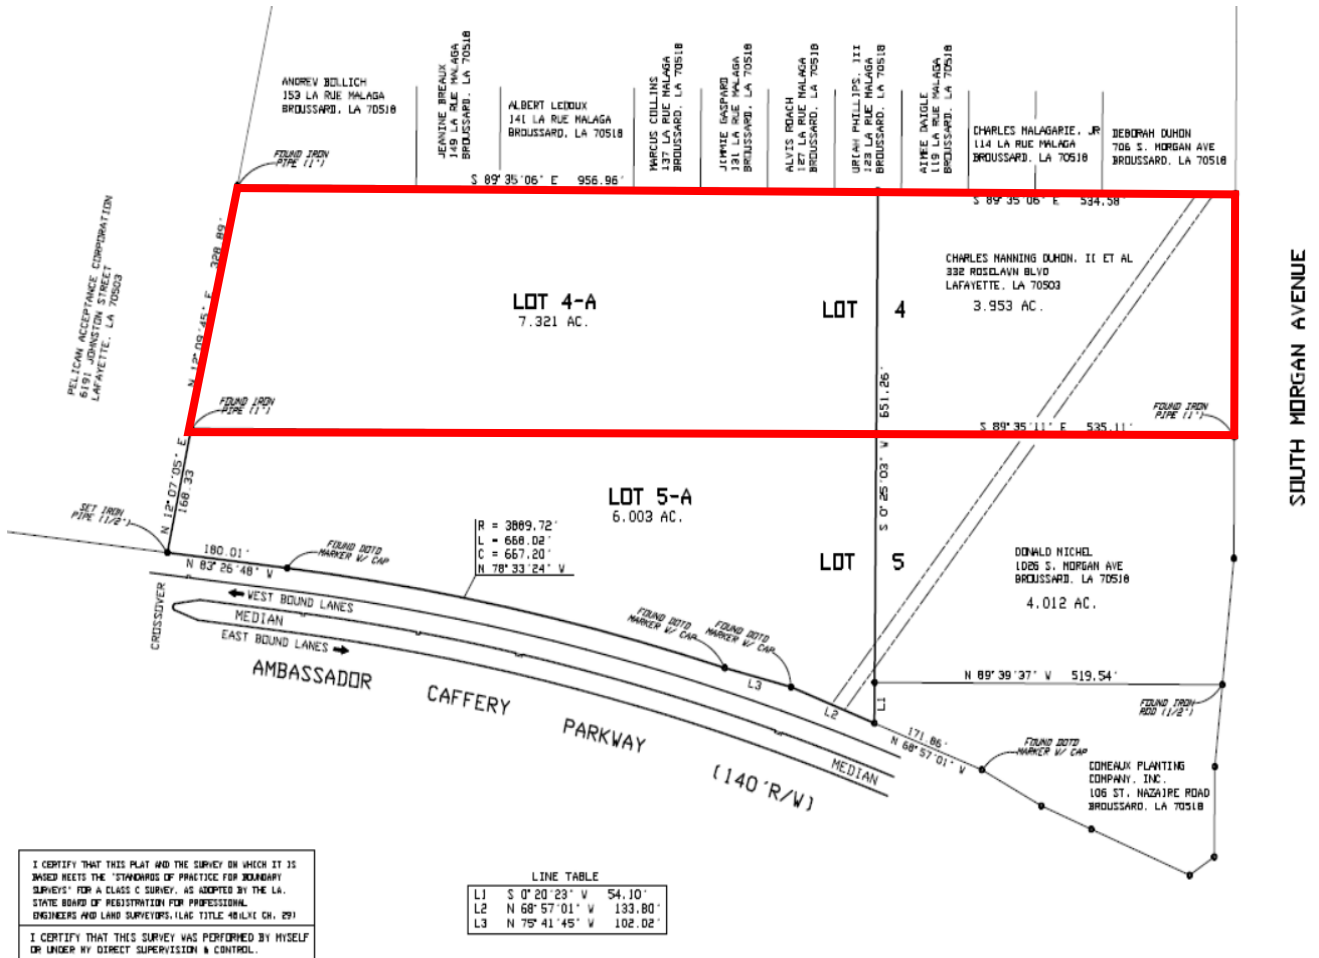 ANDREW BOLLICH
153 LA RUE MALAGA
BROUSSARD, LA 70518
JEANINE BREAUX
149 LA RUE MALAGA
BROUSSARD, LA 70518
ALBERT LEDOUX
141 LA RUE MALAGA
BROUSSARD, LA 70518
MARCUS COLLINS
137 LA RUE MALAGA
BROUSSARD, LA 70518
JIMMIE GASPARD
131 LA RUE MALAGA
BROUSSARD, LA 70518
ALVIS ROACH
127 LA RUE MALAGA
BROUSSARD, LA 70518
URIAH PHILLIPS, III
123 LA RUE MALAGA
BROUSSARD, LA 70518
AIMEE DAIGLE
119 LA RUE MALAGA
BROUSSARD, LA 70518
CHARLES MALAGARIE, JR
114 LA RUE MALAGA
BROUSSARD, LA 70518
DEBORAH DUHON
706 S. MORGAN AVE
BROUSSARD, LA 70518
FOUND IRON
PIPE (1")
S 89°35'06" E 956.96'
S 89°35'06" E 534.58'
PELICAN ACCEPTANCE CORPORATION
6191 JOHNSTON STREET
LAFAYETTE, LA 70503
N 12°09'45" E 328.89'
LOT 4-A
7.321 AC.
LOT 4
CHARLES MANNING DUHON, II ET AL
332 ROSELAWN BLVD
LAFAYETTE, LA 70503
3.953 AC.
SOUTH MORGAN AVENUE
FOUND IRON
PIPE (1")
FOUND IRON
PIPE (1")
S 89°35'11" E 535.11'
S 0°25'03" W 651.26'
N 12°07'05" E
168.33
SET IRON
PIPE (1/2")
LOT 5-A
6.003 AC.
R = 3889.72'
L = 668.02'
C = 667.20'
N 78°33'24" W
180.01'
N 83°26'48" W
FOUND DOTD
MARKER W/ CAP
LOT 5
DONALD MICHEL
1026 S. MORGAN AVE
BROUSSARD, LA 70518
4.012 AC.
CROSSOVER
WEST BOUND LANES
MEDIAN
EAST BOUND LANES
AMBASSADOR CAFFERY PARKWAY (140'R/W)
FOUND DOTD
MARKER W/ CAP
FOUND DOTD
MARKER W/ CAP
L3
L2
L1
N 89°39'37" W 519.54'
FOUND IRON
ROD (1/2")
171.86'
N 68°57'01" W
FOUND DOTD
MARKER W/ CAP
MEDIAN
COMEAUX PLANTING
COMPANY, INC.
106 ST. NAZAIRE ROAD
BROUSSARD, LA 70518
I CERTIFY THAT THIS PLAT AND THE SURVEY ON WHICH IT IS
BASED MEETS THE "STANDARDS OF PRACTICE FOR BOUNDARY
SURVEYS" FOR A CLASS C SURVEY, AS ADOPTED BY THE LA.
STATE BOARD OF REGISTRATION FOR PROFESSIONAL
ENGINEERS AND LAND SURVEYORS, (LAC TITLE 46:LXI CH. 29)
I CERTIFY THAT THIS SURVEY WAS PERFORMED BY MYSELF
OR UNDER MY DIRECT SUPERVISION & CONTROL.
LINE TABLE
L1 S 0°20'23" W 54.10'
L2 N 68°57'01" W 133.80'
L3 N 75°41'45" W 102.02'